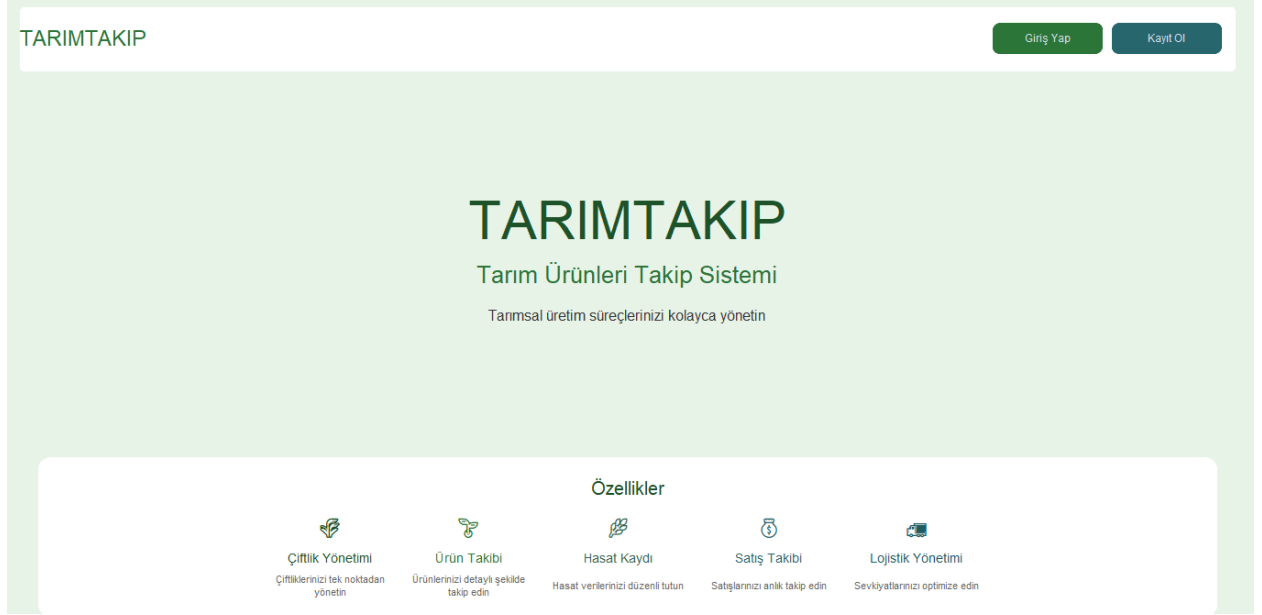 TARIMTAKIP
Giriş Yap
Kayıt Ol
TARIMTAKIP
Tarım Ürünleri Takip Sistemi
Tarımsal üretim süreçlerinizi kolayca yönetin
Özellikler
Çiftlik Yönetimi
Çiftliklerinizi tek noktadan
yönetin
Ürün Takibi
Ürünlerinizi detaylı şekilde
takip edin
Hasat Kaydı
Hasat verilerinizi düzenli tutun
Satış Takibi
Satışlarınızı anlık takip edin
Lojistik Yönetimi
Sevkiyatlarınızı optimize edin